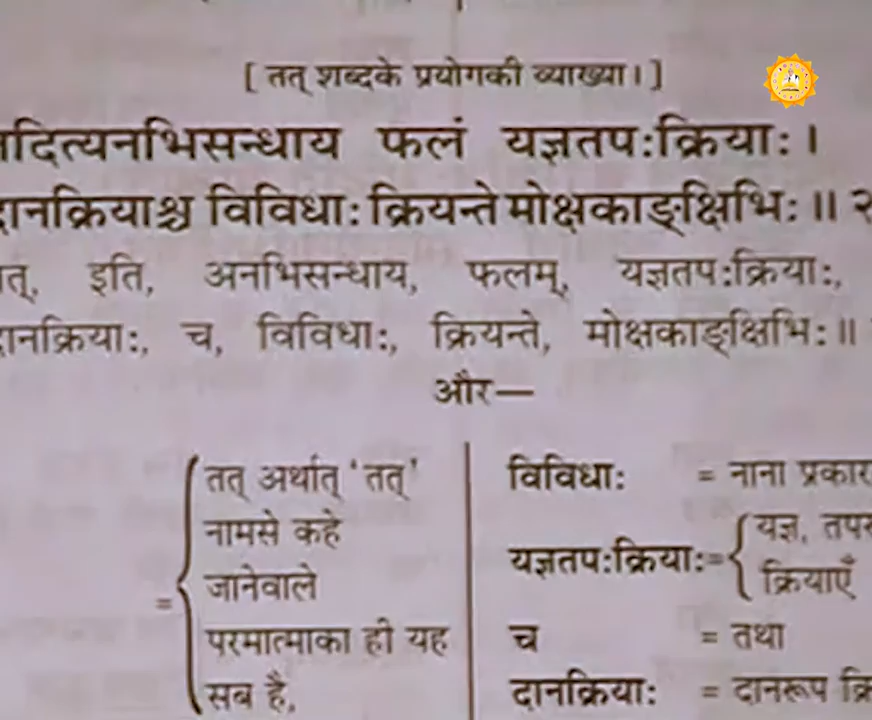 [ तत् शब्दके प्रयोगकी व्याख्या। ]
दित्यनभिसन्धाय फलं यज्ञतपःक्रियाः ।
दानक्रियाश्च विविधाः क्रियन्ते मोक्षकाङ्क्षिभिः ॥ २
त्, इति, अनभिसन्धाय, फलम्, यज्ञतपःक्रियाः,
दानक्रियाः, च, विविधाः, क्रियन्ते, मोक्षकाङ्क्षिभिः ॥
और—
तत् अर्थात् 'तत्'
नामसे कहे
जानेवाले
=
परमात्माका ही यह
सब है,
विविधाः = नाना प्रकार
यज्ञतपःक्रियाः= यज्ञ, तप
क्रियाएँ
च = तथा
दानक्रियाः = दानरूप क्रि